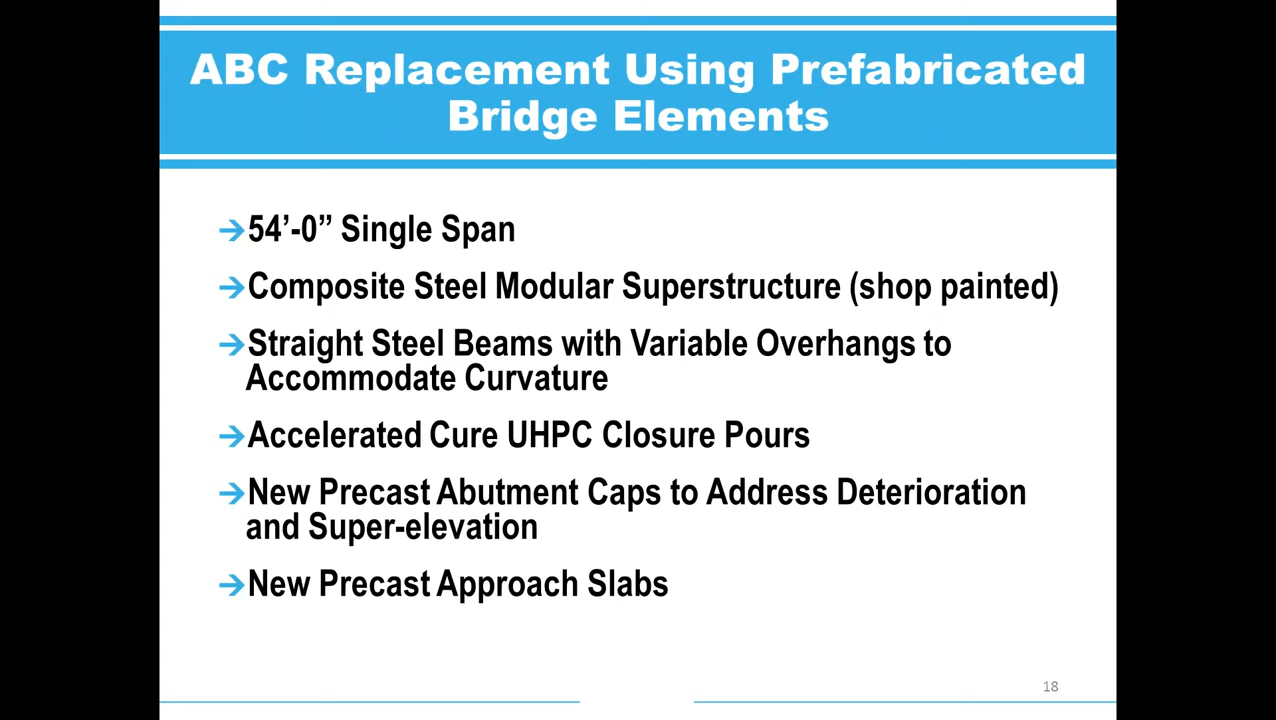 ABC Replacement Using Prefabricated
Bridge Elements
→54’-0” Single Span
→Composite Steel Modular Superstructure (shop painted)
→Straight Steel Beams with Variable Overhangs to
Accommodate Curvature
→Accelerated Cure UHPC Closure Pours
→New Precast Abutment Caps to Address Deterioration
and Super-elevation
→New Precast Approach Slabs
18